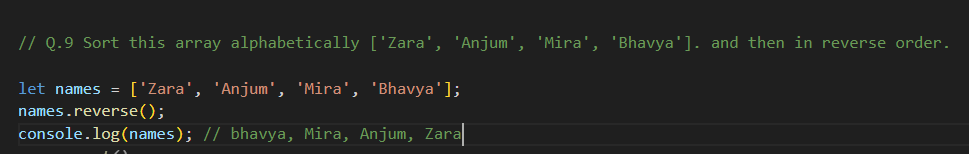 // Q.9 Sort this array alphabetically ['Zara', 'Anjum', 'Mira', 'Bhavya']. and then in reverse order.
let names = ['Zara', 'Anjum', 'Mira', 'Bhavya'];
names.reverse();
console.log(names); // bhavya, Mira, Anjum, Zara